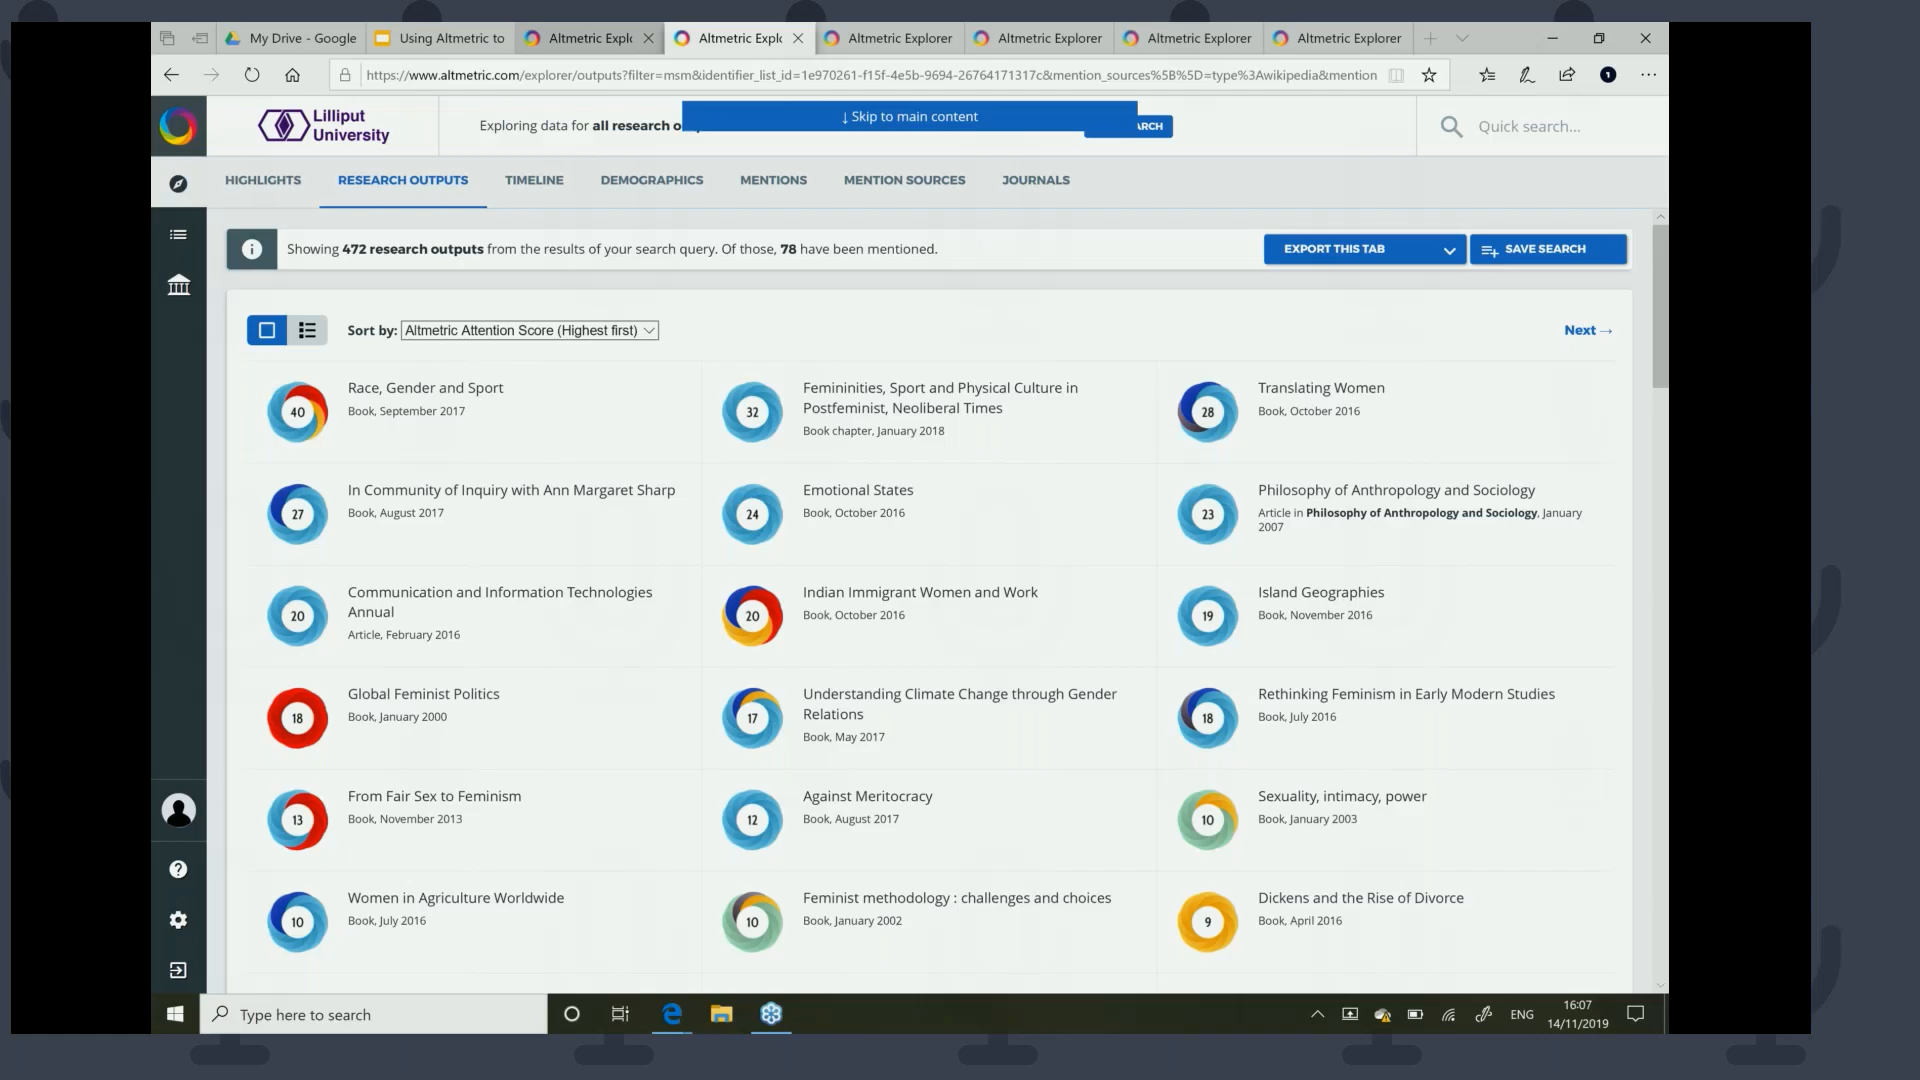 My Drive - Google
Using Altmetric to
Altmetric Explo
Altmetric Explo
Altmetric Explorer
Altmetric Explorer
Altmetric Explorer
Altmetric Explorer
https://www.altmetric.com/explorer/outputs?filter=msm&identifier_list_id=1e970261-f15f-4e5b-9694-26764171317c&mention_sources%5B%5D=type%3Awikipedia&mention
1
Lilliput
University
Exploring data for all research o
↓ Skip to main content
ARCH
Quick search...
HIGHLIGHTS
RESEARCH OUTPUTS
TIMELINE
DEMOGRAPHICS
MENTIONS
MENTION SOURCES
JOURNALS
Showing 472 research outputs from the results of your search query. Of those, 78 have been mentioned.
EXPORT THIS TAB
SAVE SEARCH
Sort by: Altmetric Attention Score (Highest first)
Next →
40
Race, Gender and Sport
Book, September 2017
32
Femininities, Sport and Physical Culture in
Postfeminist, Neoliberal Times
Book chapter, January 2018
28
Translating Women
Book, October 2016
27
In Community of Inquiry with Ann Margaret Sharp
Book, August 2017
24
Emotional States
Book, October 2016
23
Philosophy of Anthropology and Sociology
Article in Philosophy of Anthropology and Sociology, January
2007
20
Communication and Information Technologies
Annual
Article, February 2016
20
Indian Immigrant Women and Work
Book, October 2016
19
Island Geographies
Book, November 2016
18
Global Feminist Politics
Book, January 2000
17
Understanding Climate Change through Gender
Relations
Book, May 2017
18
Rethinking Feminism in Early Modern Studies
Book, July 2016
13
From Fair Sex to Feminism
Book, November 2013
12
Against Meritocracy
Book, August 2017
10
Sexuality, intimacy, power
Book, January 2003
10
Women in Agriculture Worldwide
Book, July 2016
10
Feminist methodology : challenges and choices
Book, January 2002
9
Dickens and the Rise of Divorce
Book, April 2016
Type here to search
ENG
16:07
14/11/2019